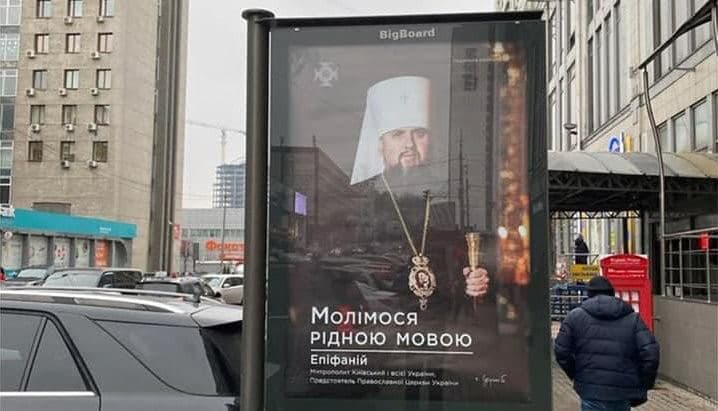 BigBoard
Молімося
рідною мовою
Епіфаній
Митрополит Київський і всієї України,
Предстоятель Православної Церкви України